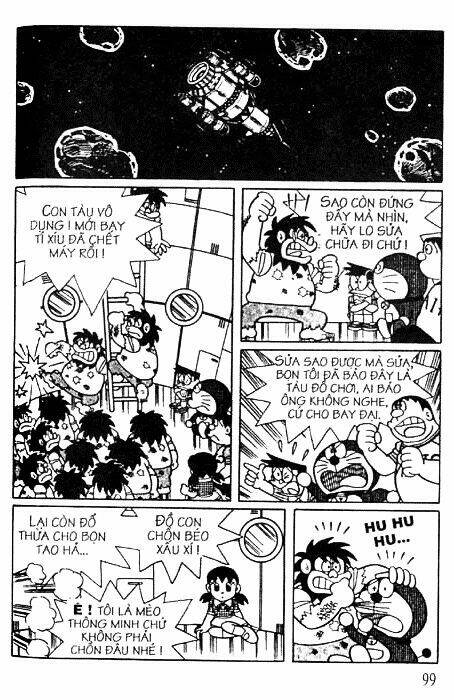 CON TÀU VÔ
DỤNG ! MỚI BAY
TÍ XÍU ĐÃ CHẾT
MÁY RỒI !
SAO CÒN ĐỨNG
ĐẤY MÀ NHÌN,
HÃY LO SỬA
CHỮA ĐI CHỨ !
SỬA SAO ĐƯỢC MÀ SỬA,
BỌN TÔI ĐÃ BẢO ĐÂY LÀ
TÀU ĐỒ CHƠI, AI BẢO
ÔNG KHÔNG NGHE,
CỨ CHO BAY ĐẠI.
LẠI CÒN ĐỔ
THỪA CHO BỌN
TAO HẢ...
ĐỒ CON
CHỒN BÉO
XẤU XÍ !
Ê ! TÔI LÀ MÈO
THÔNG MINH CHỨ
KHÔNG PHẢI
CHỒN ĐÂU NHÉ !
HU HU
HU...
99